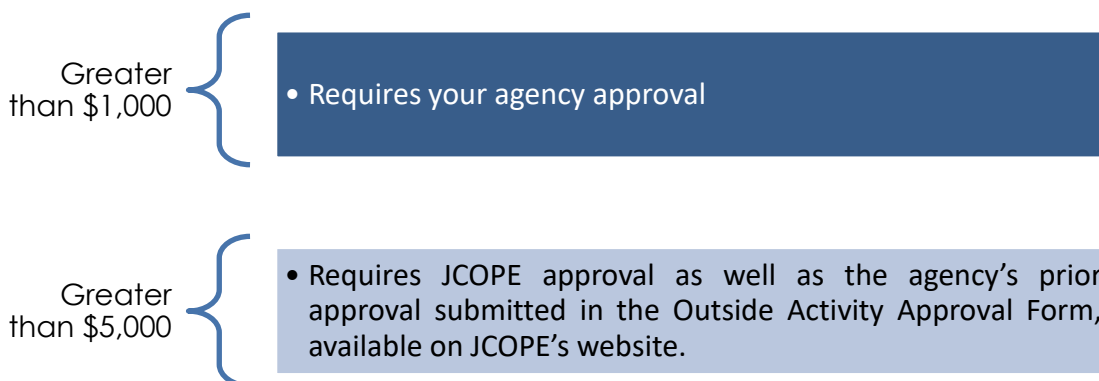 Greater
than $1,000
• Requires your agency approval
Greater
than $5,000
• Requires JCOPE approval as well as the agency's prior
approval submitted in the Outside Activity Approval Form,
available on JCOPE's website.